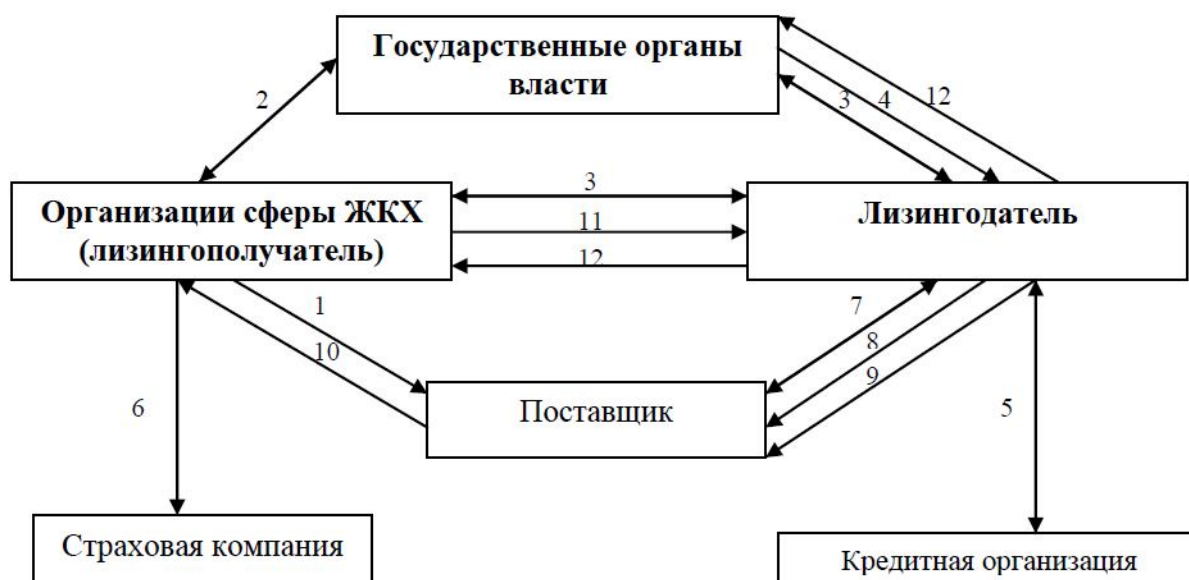 Государственные органы
власти
2
3
4
12
3
Организации сферы ЖКХ
(лизингополучатель)
11
Лизингодатель
12
1
10
7
8
9
6
Поставщик
5
Страховая компания
Кредитная организация